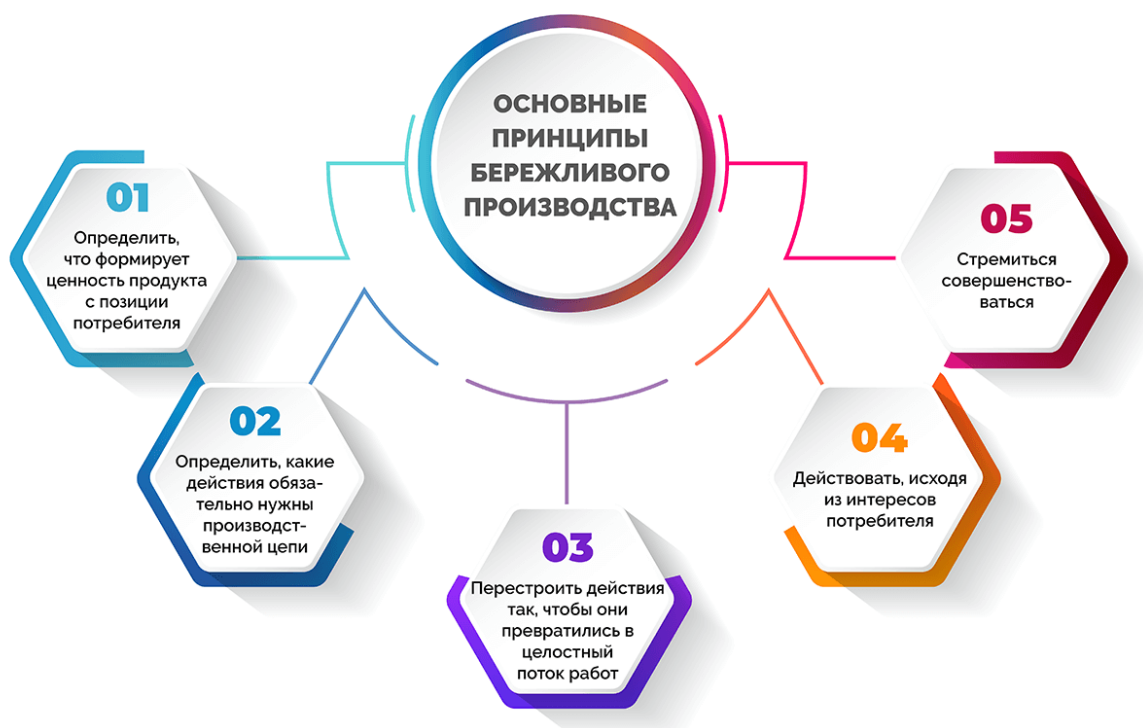 ОСНОВНЫЕ
ПРИНЦИПЫ
БЕРЕЖЛИВОГО
ПРОИЗВОДСТВА
01
Определить,
что формирует
ценность продукта
с позиции
потребителя
02
Определить, какие
действия обяза-
тельно нужны
производст-
венной цепи
03
Перестроить действия
так, чтобы они
превратились в
целостный
поток работ
04
Действовать, исходя
из интересов
потребителя
05
Стремиться
совершенство-
ваться